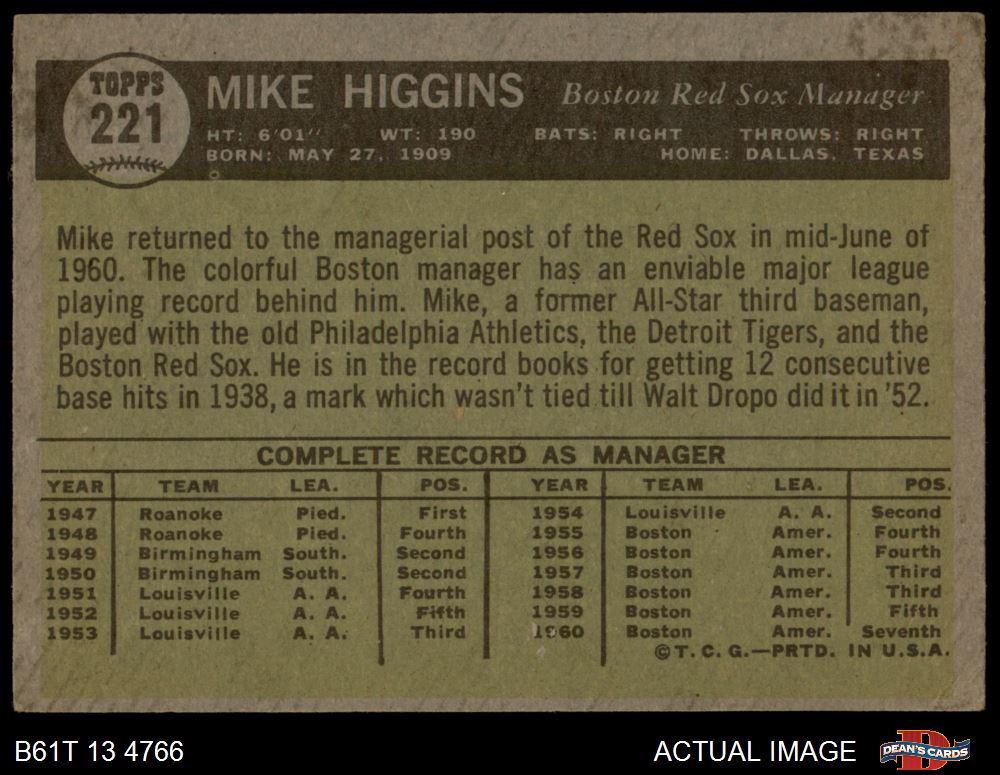 TOPPS
221
MIKE HIGGINS Boston Red Sox Manager
HT: 6'01" WT: 190 BATS: RIGHT THROWS: RIGHT
BORN: MAY 27, 1909 HOME: DALLAS, TEXAS
Mike returned to the managerial post of the Red Sox in mid-June of
1960. The colorful Boston manager has an enviable major league
playing record behind him. Mike, a former All-Star third baseman,
played with the old Philadelphia Athletics, the Detroit Tigers, and the
Boston Red Sox. He is in the record books for getting 12 consecutive
base hits in 1938, a mark which wasn't tied till Walt Dropo did it in '52.
COMPLETE RECORD AS MANAGER
YEAR TEAM LEA. POS. YEAR TEAM LEA. POS.
1947 Roanoke Pied. First 1954 Louisville A. A. Second
1948 Roanoke Pied. Fourth 1955 Boston Amer. Fourth
1949 Birmingham South. Second 1956 Boston Amer. Fourth
1950 Birmingham South. Second 1957 Boston Amer. Third
1951 Louisville A. A. Fourth 1958 Boston Amer. Third
1952 Louisville A. A. Fifth 1959 Boston Amer. Fifth
1953 Louisville A. A. Third 1960 Boston Amer. Seventh
©T. C. G.—PRTD. IN U.S.A.
B61T 13 4766 ACTUAL IMAGE DEAN'S CARDS